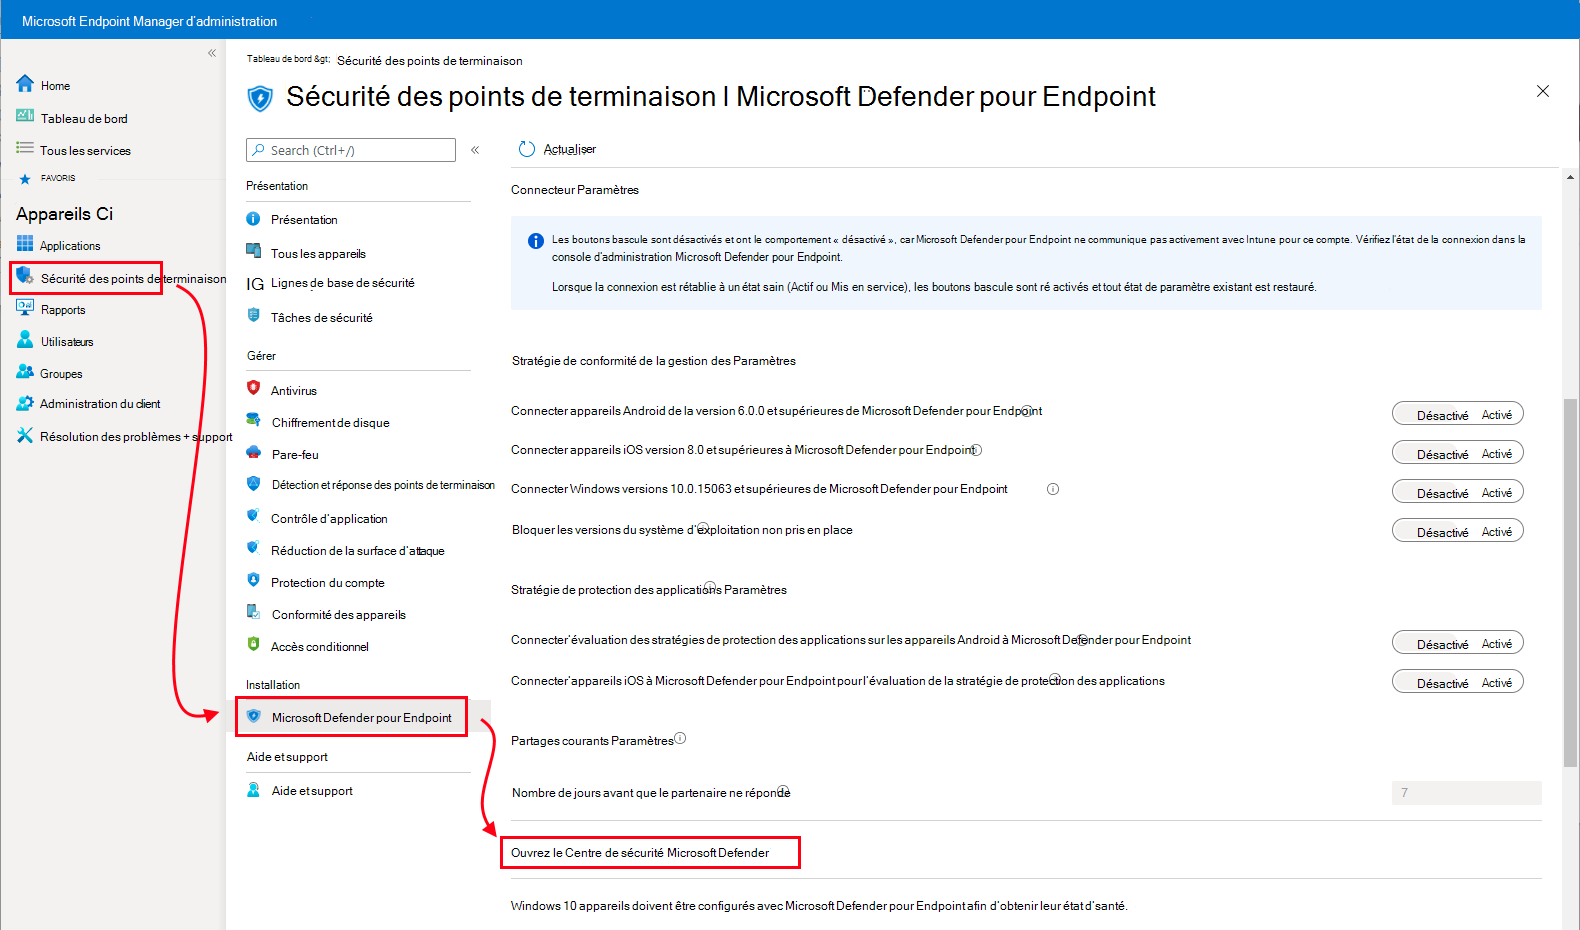 Microsoft Endpoint Manager d'administration
Home
Tableau de bord
Tous les services
FAVORIS
Appareils Ci
Applications
Sécurité des points de terminaison
Rapports
Utilisateurs
Groupes
Administration du client
Résolution des problèmes + support
Tableau de bord &gt; Sécurité des points de terminaison
Sécurité des points de terminaison | Microsoft Defender pour Endpoint
Search (Ctrl+/)
Présentation
Présentation
Tous les appareils
IG Lignes de base de sécurité
Tâches de sécurité
Gérer
Antivirus
Chiffrement de disque
Pare-feu
Détection et réponse des points de terminaison
Contrôle d'application
Réduction de la surface d'attaque
Protection du compte
Conformité des appareils
Accès conditionnel
Installation
Microsoft Defender pour Endpoint
Aide et support
Aide et support
Actualiser
Connecteur Paramètres
Les boutons bascule sont désactivés et ont le comportement « désactivé », car Microsoft Defender pour Endpoint ne communique pas activement avec Intune pour ce compte. Vérifiez l'état de la connexion dans la
console d'administration Microsoft Defender pour Endpoint.
Lorsque la connexion est rétablie à un état sain (Actif ou Mis en service), les boutons bascule sont ré activés et tout état de paramètre existant est restauré.
Stratégie de conformité de la gestion des Paramètres
Connecter appareils Android de la version 6.0.0 et supérieures de Microsoft Defender pour Endpoint
Désactivé Activé
Connecter appareils iOS version 8.0 et supérieures à Microsoft Defender pour Endpoint
Désactivé Activé
Connecter Windows versions 10.0.15063 et supérieures de Microsoft Defender pour Endpoint
Désactivé Activé
Bloquer les versions du système d'exploitation non pris en place
Désactivé Activé
Stratégie de protection des applications Paramètres
Connecter'évaluation des stratégies de protection des applications sur les appareils Android à Microsoft Defender pour Endpoint
Désactivé Activé
Connecter'appareils iOS à Microsoft Defender pour Endpoint pour l'évaluation de la stratégie de protection des applications
Désactivé Activé
Partages courants Paramètres
Nombre de jours avant que le partenaire ne réponde
7
Ouvrez le Centre de sécurité Microsoft Defender
Windows 10 appareils doivent être configurés avec Microsoft Defender pour Endpoint afin d'obtenir leur état d'santé.